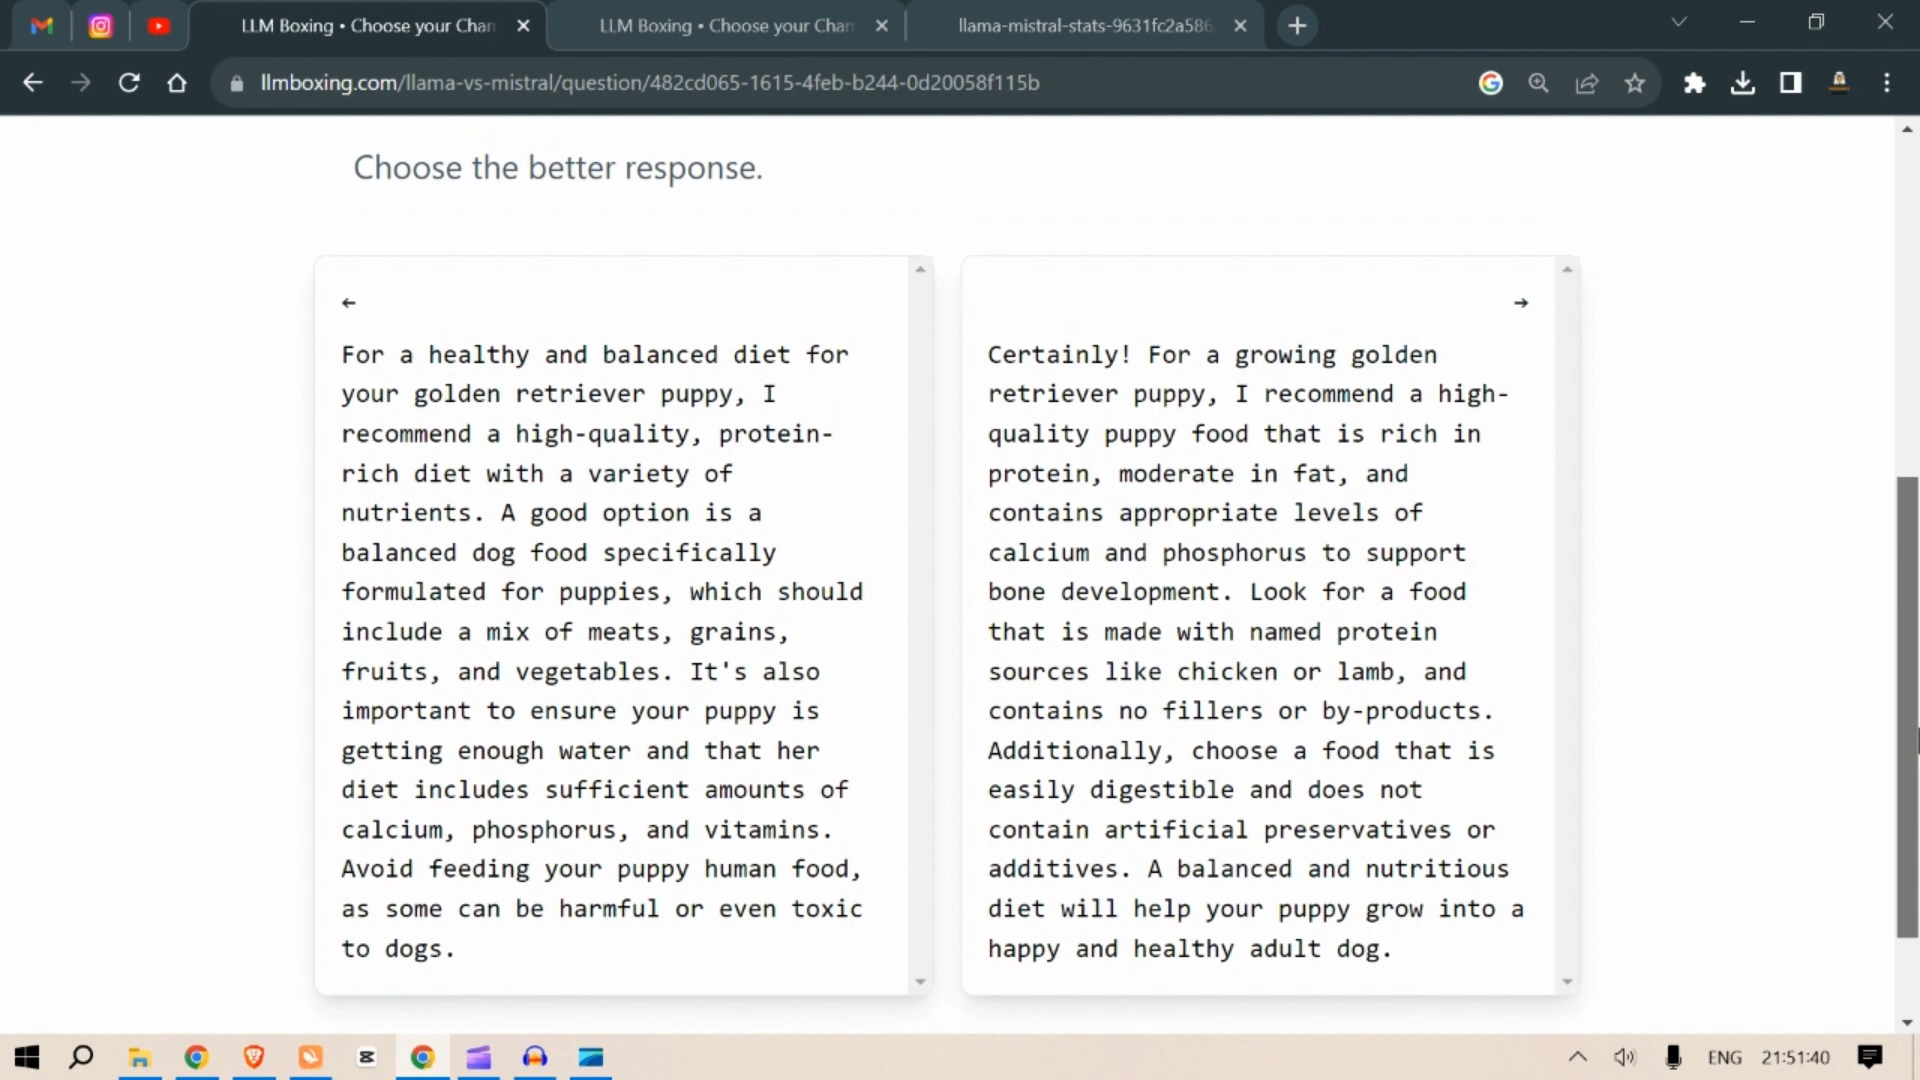 LLM Boxing • Choose your Cham
LLM Boxing • Choose your Cham
llama-mistral-stats-9631fc2a586
llmboxing.com/llama-vs-mistral/question/482cd065-1615-4feb-b244-0d20058f115b
Choose the better response.
←
For a healthy and balanced diet for
your golden retriever puppy, I
recommend a high-quality, protein-
rich diet with a variety of
nutrients. A good option is a
balanced dog food specifically
formulated for puppies, which should
include a mix of meats, grains,
fruits, and vegetables. It's also
important to ensure your puppy is
getting enough water and that her
diet includes sufficient amounts of
calcium, phosphorus, and vitamins.
Avoid feeding your puppy human food,
as some can be harmful or even toxic
to dogs.
→
Certainly! For a growing golden
retriever puppy, I recommend a high-
quality puppy food that is rich in
protein, moderate in fat, and
contains appropriate levels of
calcium and phosphorus to support
bone development. Look for a food
that is made with named protein
sources like chicken or lamb, and
contains no fillers or by-products.
Additionally, choose a food that is
easily digestible and does not
contain artificial preservatives or
additives. A balanced and nutritious
diet will help your puppy grow into a
happy and healthy adult dog.
ENG
21:51:40